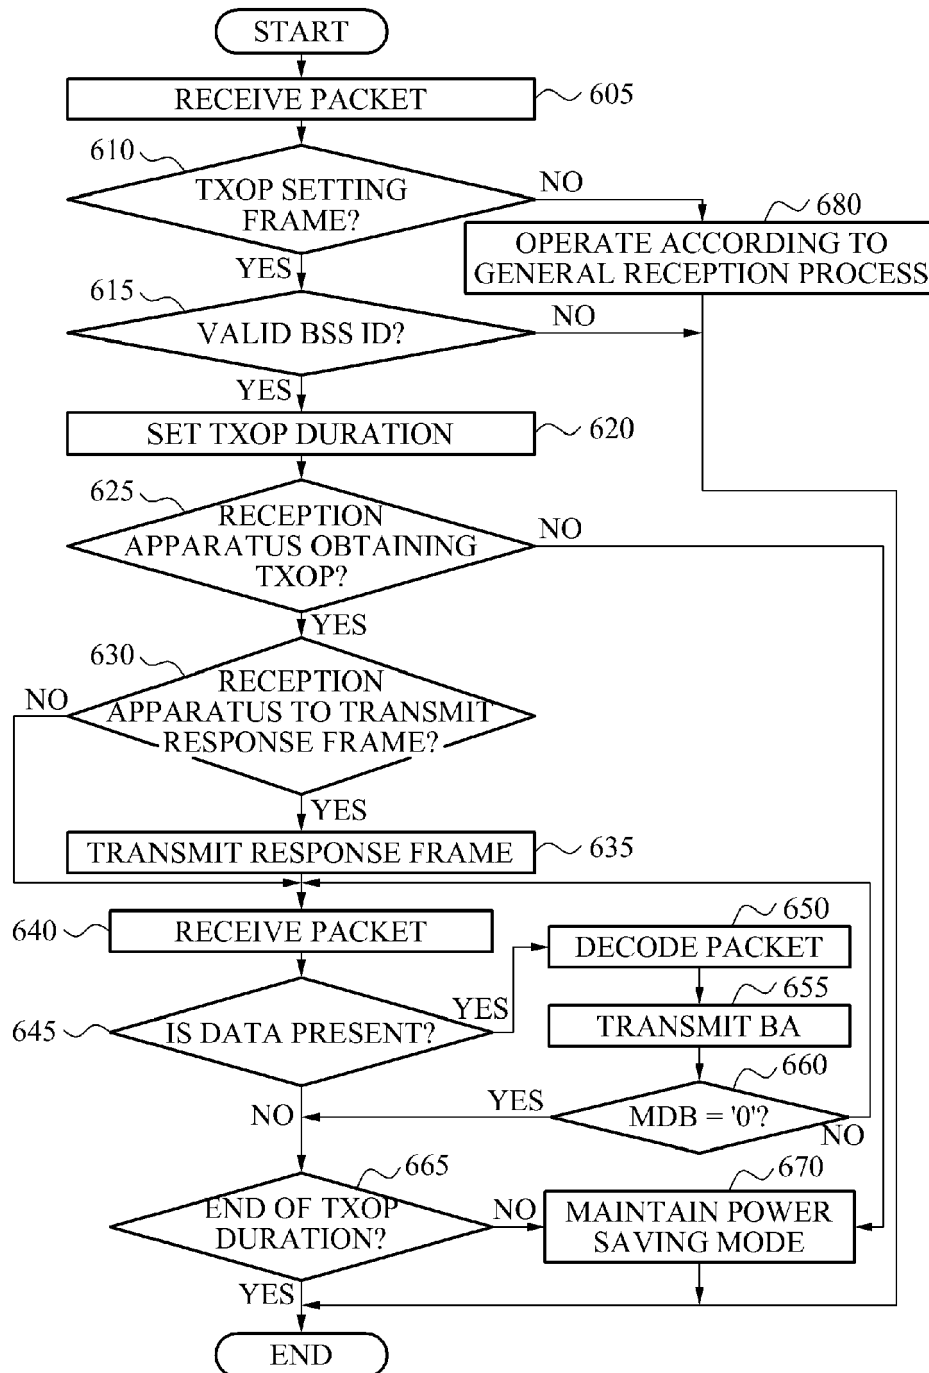 START
RECEIVE PACKET
605
610
TXOP SETTING
FRAME?
NO
YES
680
OPERATE ACCORDING TO
GENERAL RECEPTION PROCESS
615
VALID BSS ID?
NO
YES
SET TXOP DURATION
620
625
RECEPTION
APPARATUS OBTAINING
TXOP?
NO
YES
630
RECEPTION
APPARATUS TO TRANSMIT
RESPONSE FRAME?
NO
YES
TRANSMIT RESPONSE FRAME
635
640
RECEIVE PACKET
650
DECODE PACKET
645
IS DATA PRESENT?
YES
655
TRANSMIT BA
660
MDB = '0'?
YES
NO
NO
665
END OF TXOP
DURATION?
NO
YES
670
MAINTAIN POWER
SAVING MODE
END